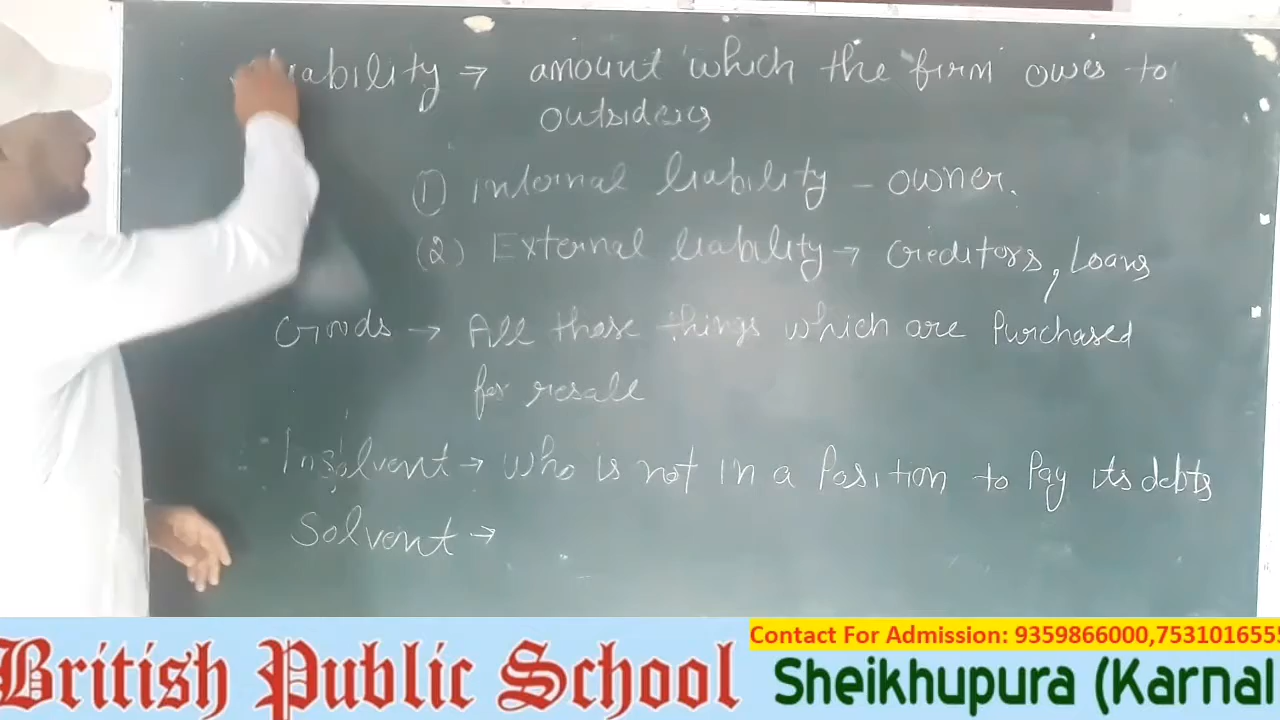 Liability → amount which the firm owes to
outsiders
① internal liability – owner.
(2) External liability → Creditors, Loans
Goods → All those things which are Purchased
for resale
Insolvent → who is not in a Position to Pay its debts
Solvent →
Contact For Admission: 9359866000,753101655
British Public School
Sheikhupura (Karnal